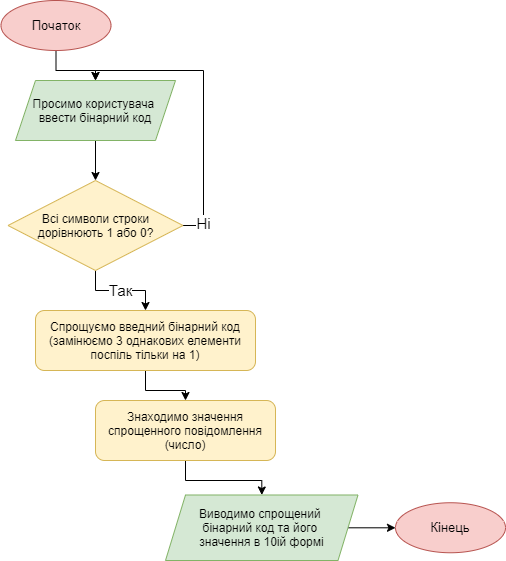 Початок
Просимо користувача
ввести бінарний код
Всі символи строки
дорівнюють 1 або 0?
Ні
Так
Спрощуємо введний бінарний код
(замінюємо 3 однакових елементи
поспіль тільки на 1)
Знаходимо значення
спрощенного повідомлення
(число)
Виводимо спрощений
бінарний код та його
значення в 10ій формі
Кінець